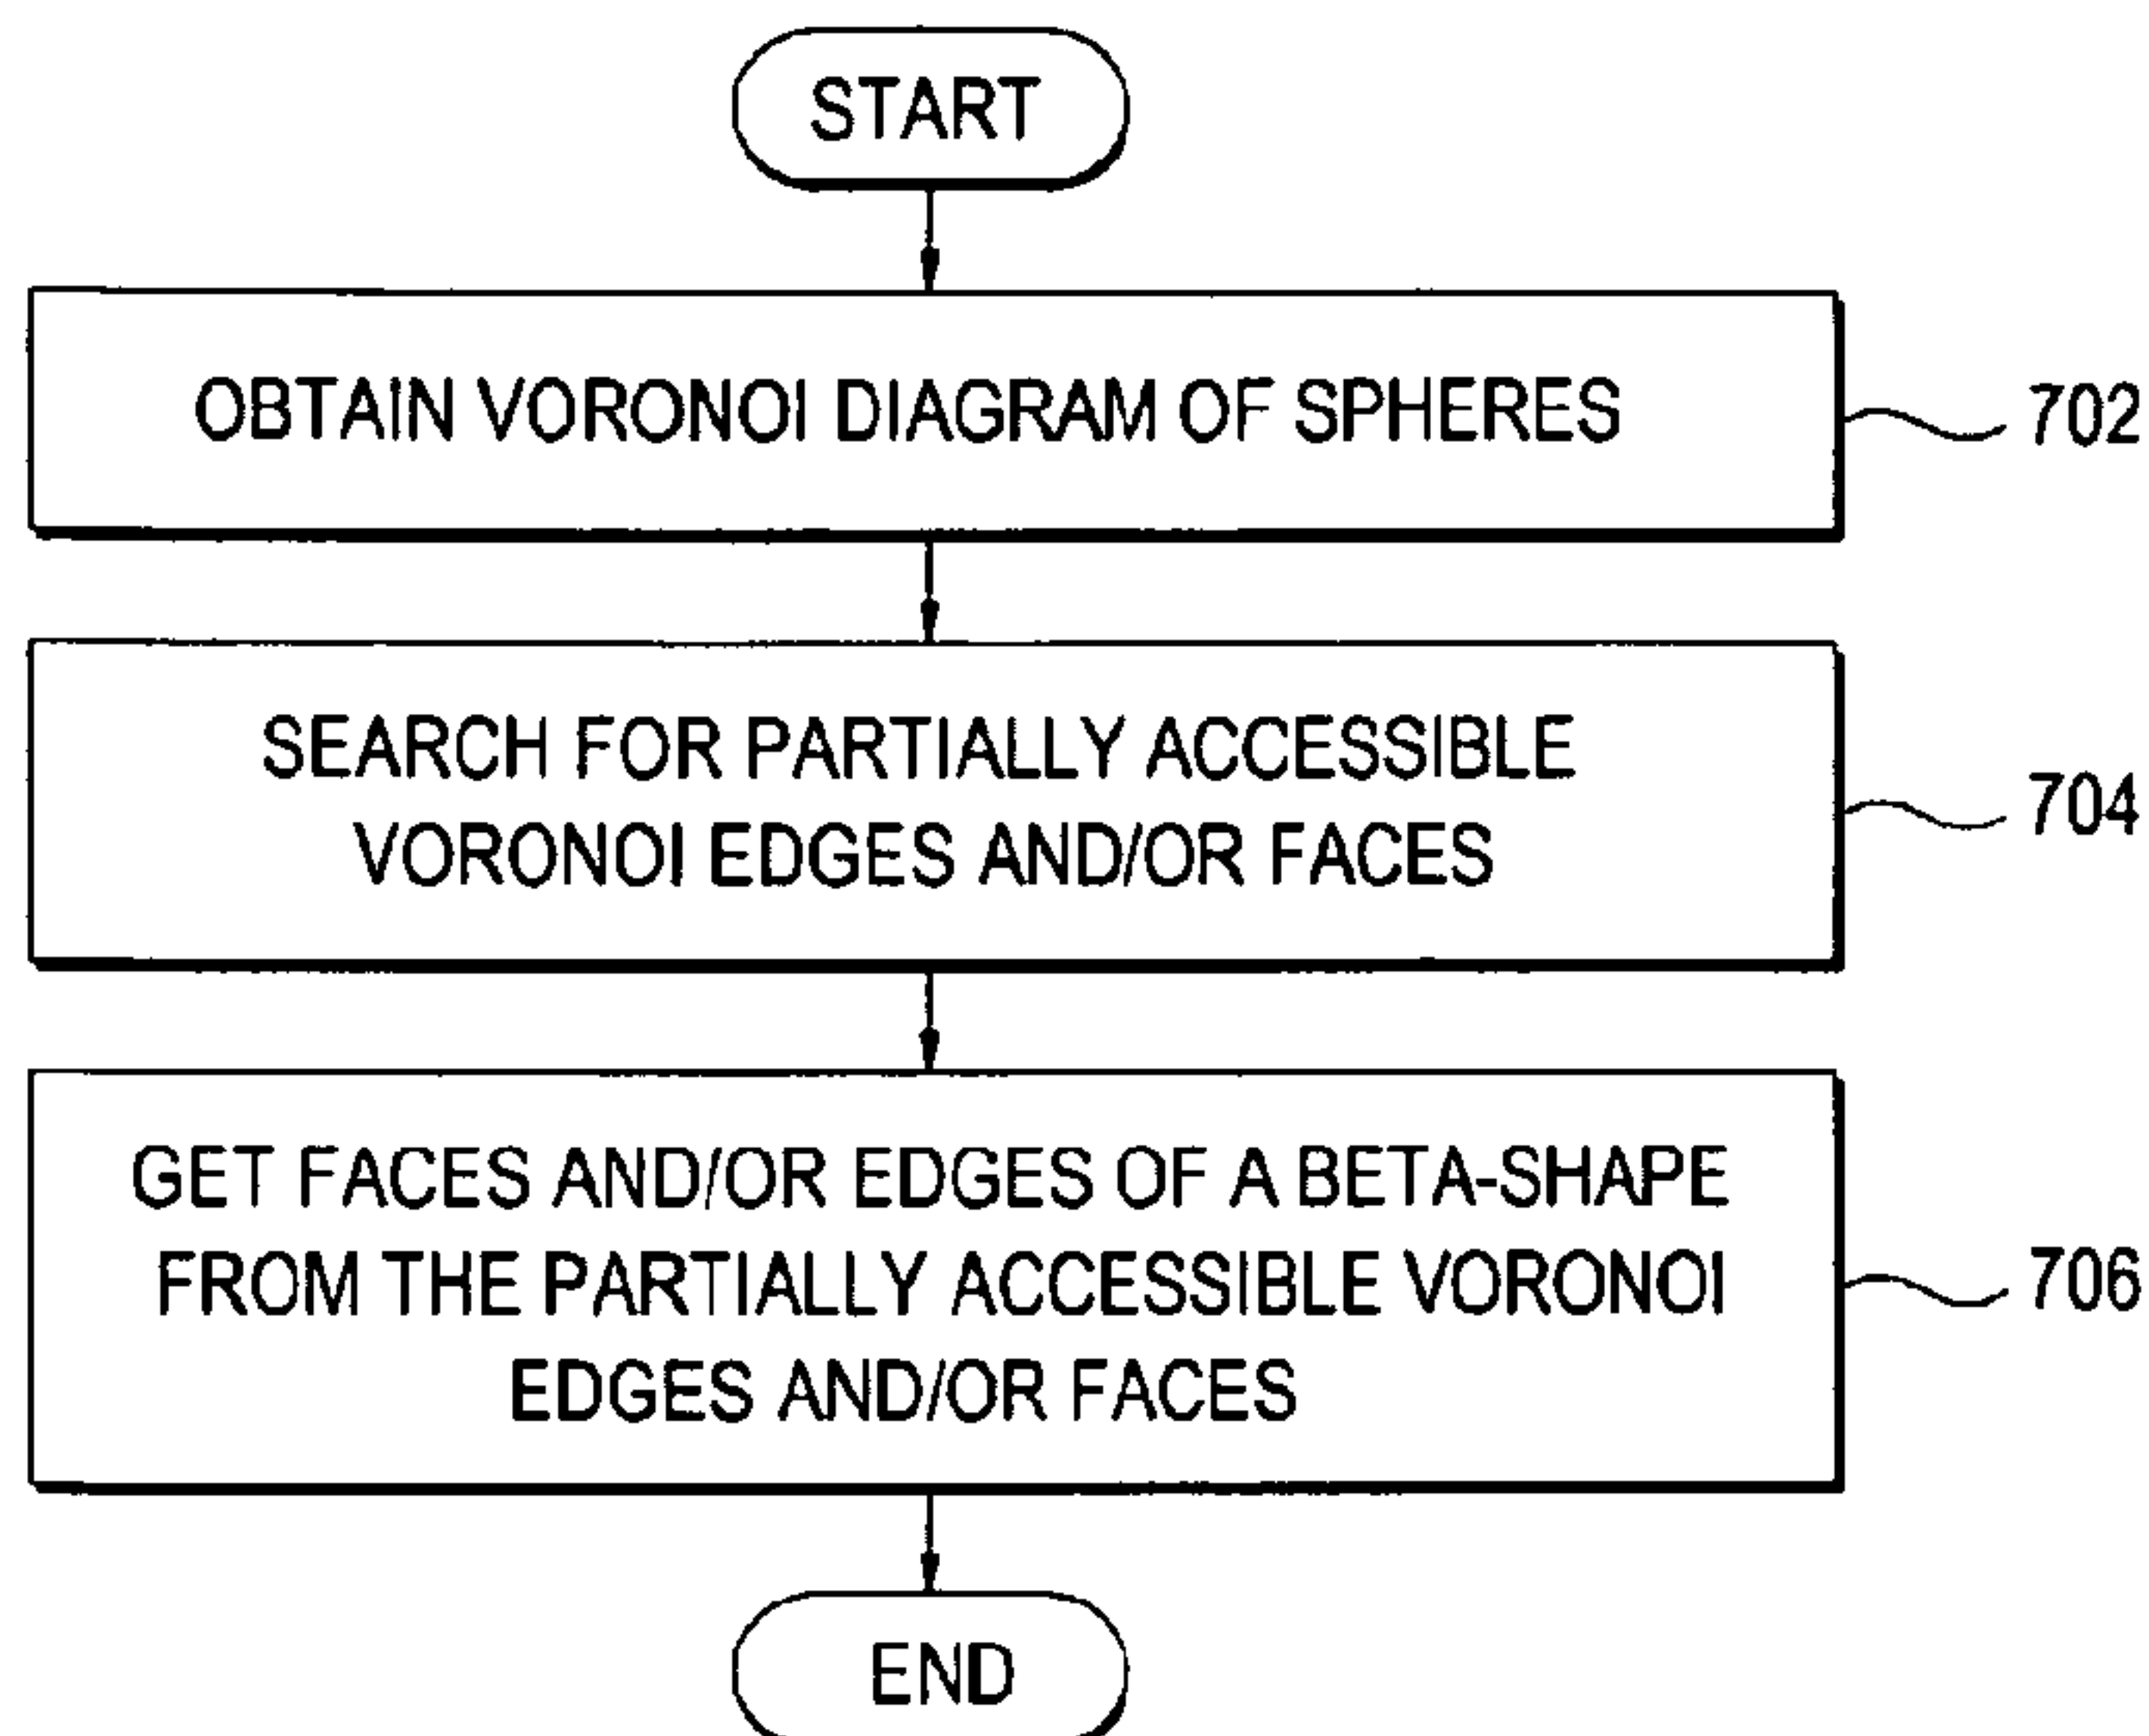 START
OBTAIN VORONOI DIAGRAM OF SPHERES
702
SEARCH FOR PARTIALLY ACCESSIBLE
VORONOI EDGES AND/OR FACES
704
GET FACES AND/OR EDGES OF A BETA-SHAPE
FROM THE PARTIALLY ACCESSIBLE VORONOI
EDGES AND/OR FACES
706
END